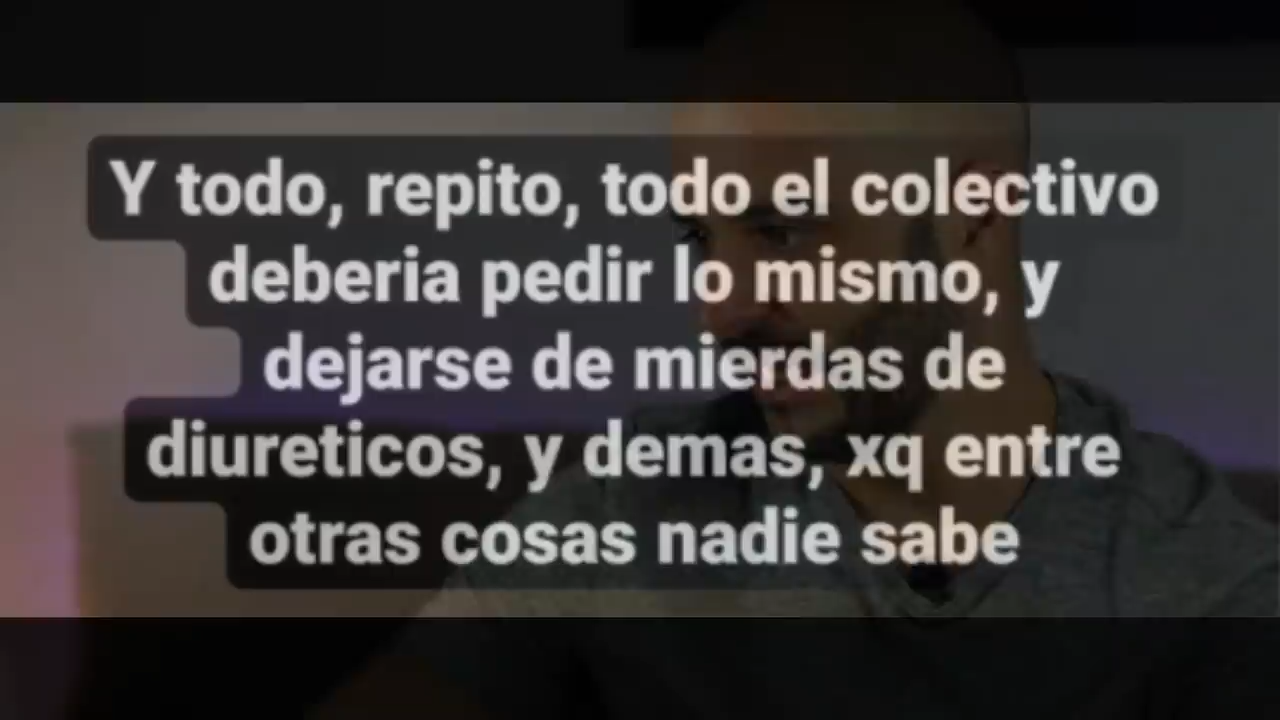 Y todo, repito, todo el colectivo
deberia pedir lo mismo, y
dejarse de mierdas de
diureticos, y demas, xq entre
otras cosas nadie sabe